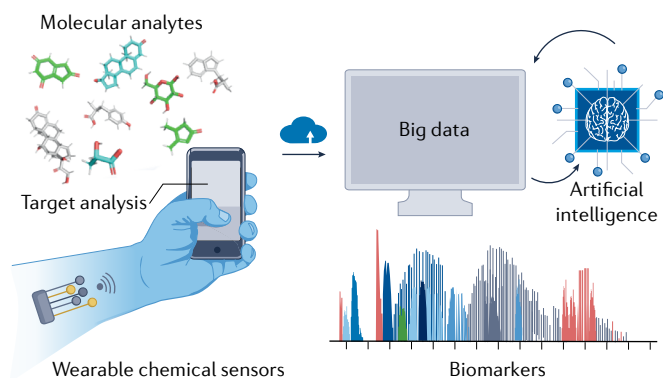 Molecular analytes
Target analysis
Wearable chemical sensors
Big data
Artificial
intelligence
Biomarkers